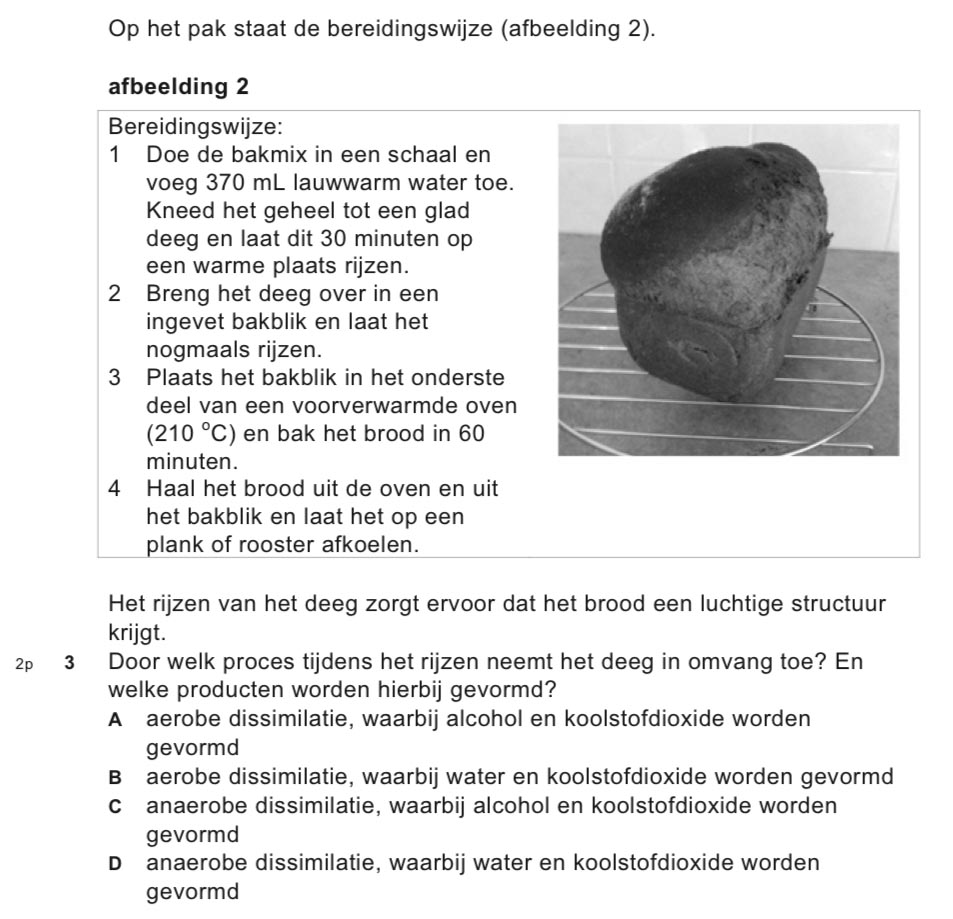 Op het pak staat de bereidingswijze (afbeelding 2).
afbeelding 2
Bereidingswijze:
1 Doe de bakmix in een schaal en
voeg 370 mL lauwwarm water toe.
Kneed het geheel tot een glad
deeg en laat dit 30 minuten op
een warme plaats rijzen.
2 Breng het deeg over in een
ingevet bakblik en laat het
nogmaals rijzen.
3 Plaats het bakblik in het onderste
deel van een voorverwarmde oven
(210 °C) en bak het brood in 60
minuten.
4 Haal het brood uit de oven en uit
het bakblik en laat het op een
plank of rooster afkoelen.
Het rijzen van het deeg zorgt ervoor dat het brood een luchtige structuur
krijgt.
2p 3 Door welk proces tijdens het rijzen neemt het deeg in omvang toe? En
welke producten worden hierbij gevormd?
A aerobe dissimilatie, waarbij alcohol en koolstofdioxide worden
gevormd
B aerobe dissimilatie, waarbij water en koolstofdioxide worden gevormd
C anaerobe dissimilatie, waarbij alcohol en koolstofdioxide worden
gevormd
D anaerobe dissimilatie, waarbij water en koolstofdioxide worden
gevormd